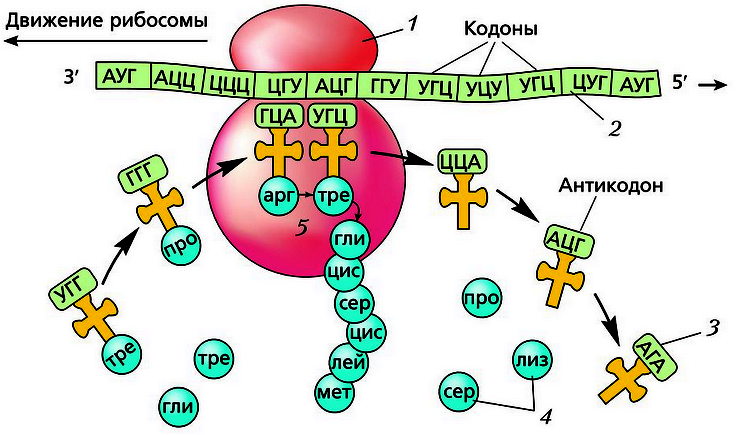 Движение рибосомы
1
Кодоны
3′ АУГ АЦЦ ЦЦЦ ЦГУ АЦГ ГГУ УГЦ УЦУ УГЦ ЦУГ АУГ 5′
2
ГЦА УГЦ
ГГГ
ЦЦА
Антикодон
арг тре
5
про
гли
АЦГ
УГГ
цис
про
сер
3
тре
тре
цис
лиз
АГА
лей
гли
мет
сер
4